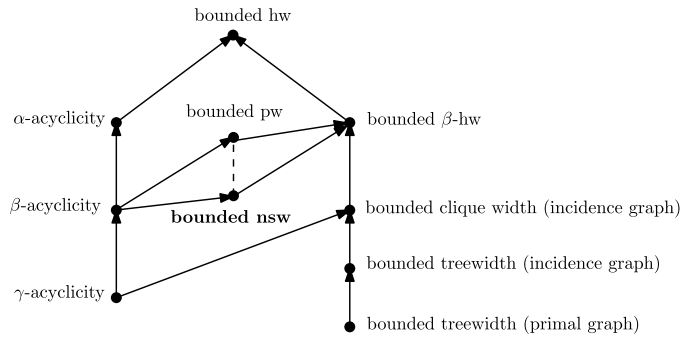 bounded hw
bounded pw
α-acyclicity
bounded β-hw
β-acyclicity
bounded nsw
bounded clique width (incidence graph)
bounded treewidth (incidence graph)
γ-acyclicity
bounded treewidth (primal graph)